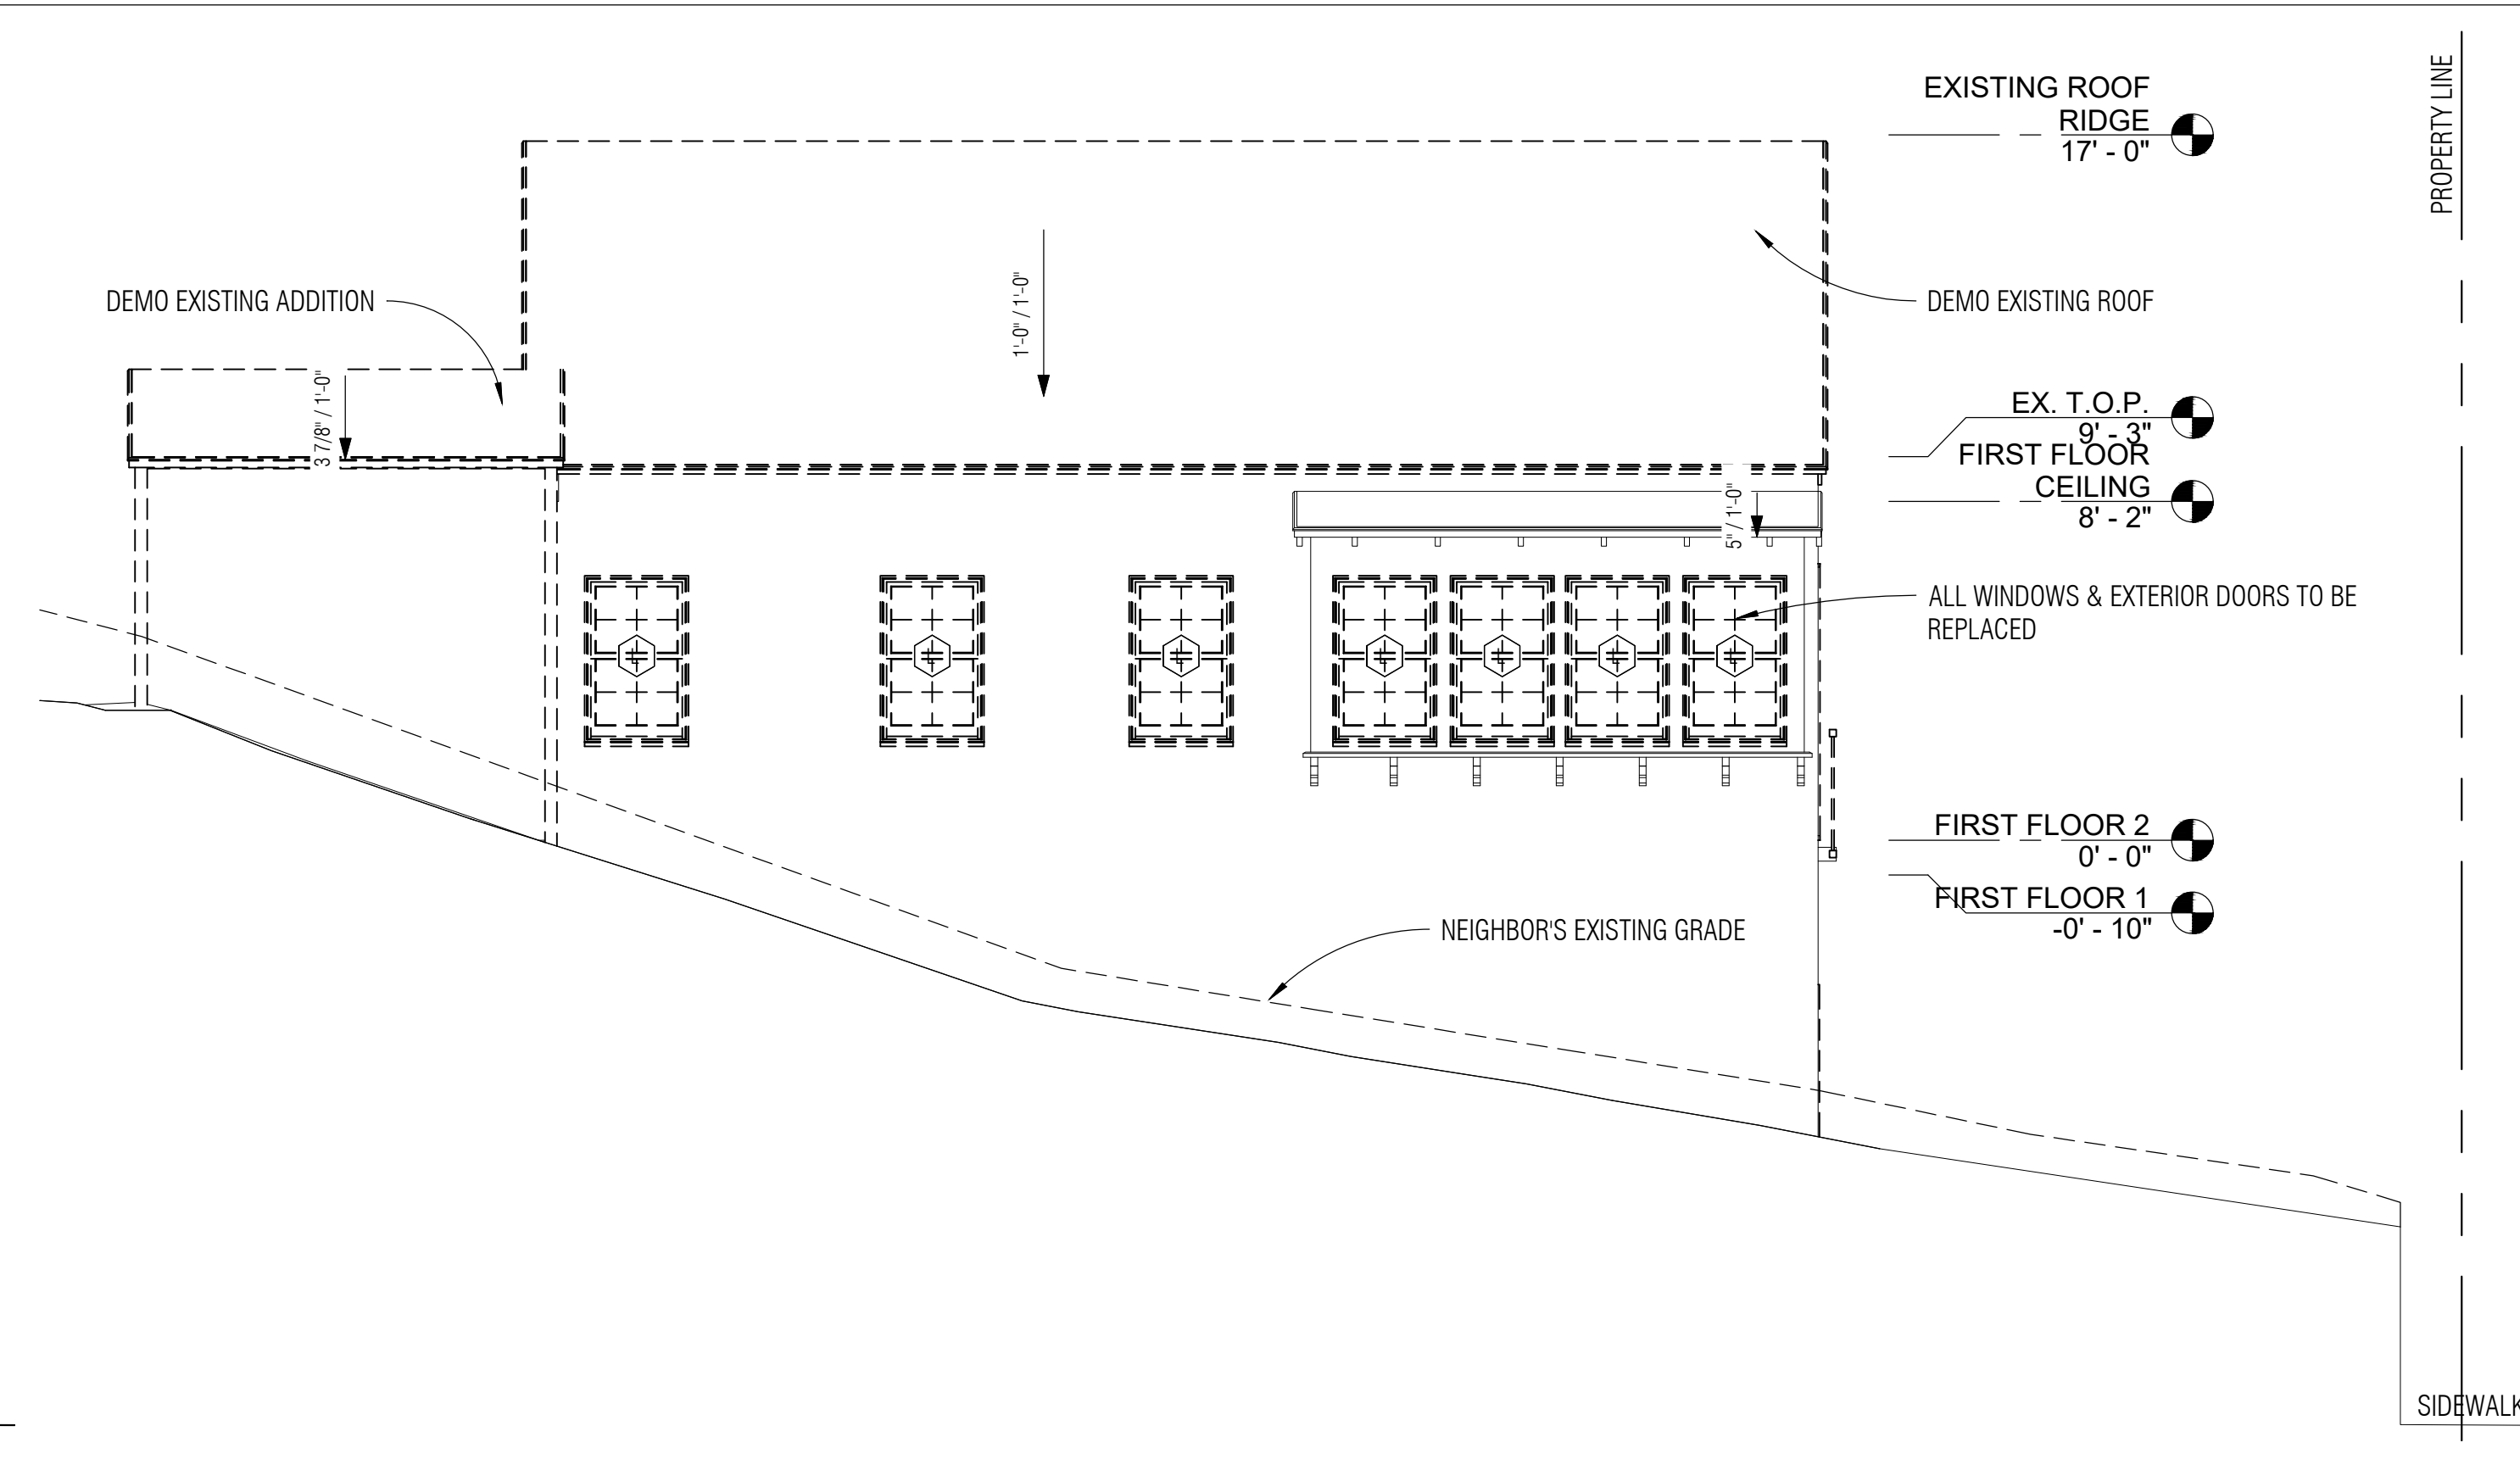 EXISTING ROOF
RIDGE
17' - 0"
PROPERTY LINE
DEMO EXISTING ADDITION
1'-0" / 1'-0"
DEMO EXISTING ROOF
3 7/8" / 1'-0"
EX. T.O.P.
9' - 3"
FIRST FLOOR
CEILING
8' - 2"
5" / 1'-0"
ALL WINDOWS & EXTERIOR DOORS TO BE
REPLACED
FIRST FLOOR 2
0' - 0"
FIRST FLOOR 1
-0' - 10"
NEIGHBOR'S EXISTING GRADE
SIDEWALK